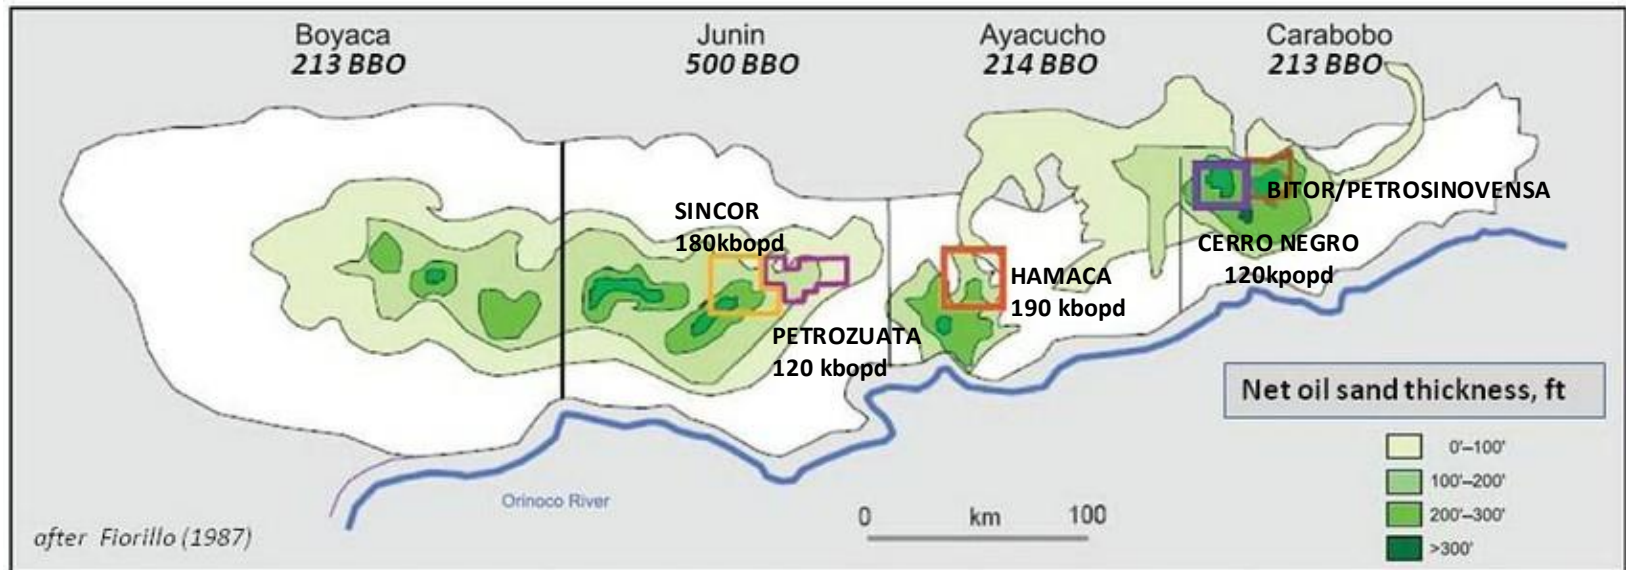 Boyaca
213 BBO
Junin
500 BBO
Ayacucho
214 BBO
Carabobo
213 BBO
SINCOR
180kbopd
PETROZUATA
120 kbopd
HAMACA
190 kbopd
BITOR/PETROSINOVENSA
CERRO NEGRO
120kpopd
Net oil sand thickness, ft
0'–100'
100'–200'
200'–300'
>300'
Orinoco River
0 km 100
after Fiorillo (1987)